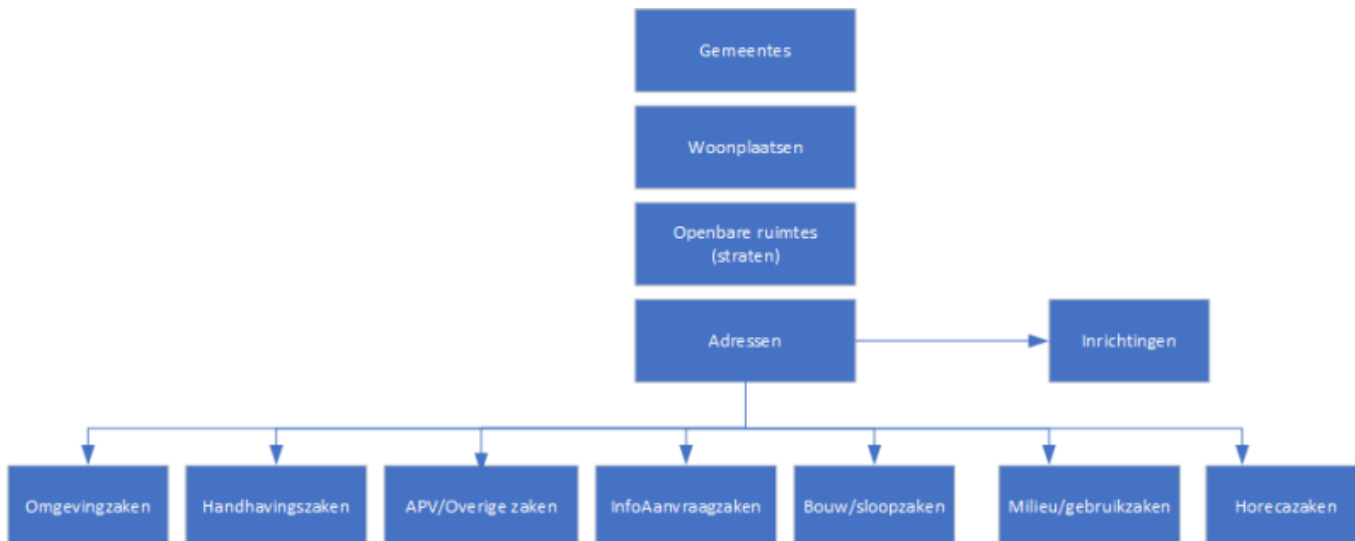 Gemeentes
Woonplaatsen
Openbare ruimtes
(straten)
Adressen
Inrichtingen
Omgevingzaken
Handhavingszaken
APV/Overige zaken
InfoAanvraagzaken
Bouw/sloopzaken
Milieu/gebruikzaken
Horecazaken